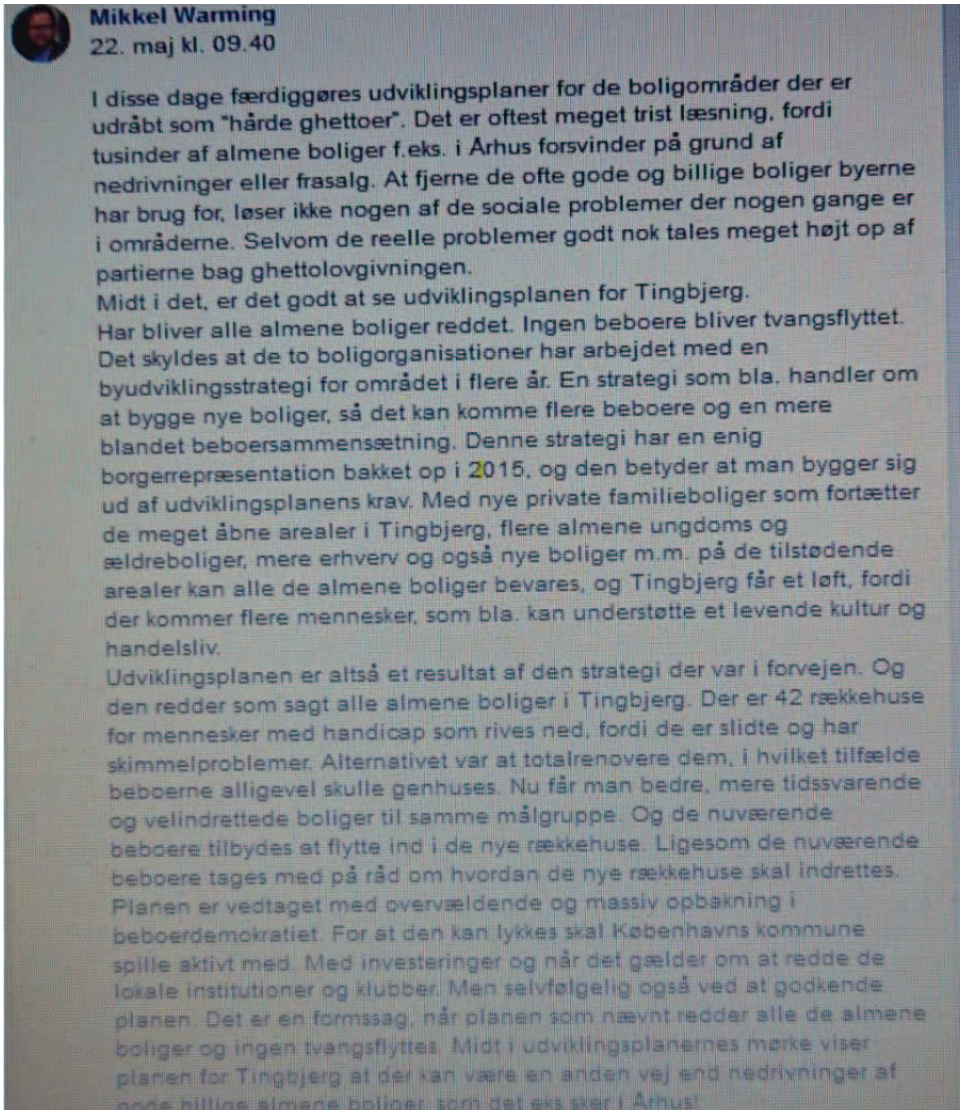 Mikkel Warming
22. maj kl. 09.40
I disse dage færdiggøres udviklingsplaner for de boligområder der er
udråbt som "hårde ghettoer". Det er oftest meget trist læsning, fordi
tusinder af almene boliger f.eks. i Århus forsvinder på grund af
nedrivninger eller frasalg. At fjerne de ofte gode og billige boliger byerne
har brug for, løser ikke nogen af de sociale problemer der nogen gange er
i områderne. Selvom de reelle problemer godt nok tales meget højt op af
partierne bag ghettolovgivningen.
Midt i det, er det godt at se udviklingsplanen for Tingbjerg.
Har bliver alle almene boliger reddet. Ingen beboere bliver tvangsflyttet.
Det skyldes at de to boligorganisationer har arbejdet med en
byudviklingsstrategi for området i flere år. En strategi som bla. handler om
at bygge nye boliger, så det kan komme flere beboere og en mere
blandet beboersammensætning. Denne strategi har en enig
borgerrepræsentation bakket op i 2015, og den betyder at man bygger sig
ud af udviklingsplanens krav. Med nye private familieboliger som fortætter
de meget åbne arealer i Tingbjerg, flere almene ungdoms og
ældreboliger, mere erhverv og også nye boliger m.m. på de tilstødende
arealer kan alle de almene boliger bevares, og Tingbjerg får et løft, fordi
der kommer flere mennesker, som bla. kan understøtte et levende kultur og
handelsliv.
Udviklingsplanen er altså et resultat af den strategi der var i forvejen. Og
den redder som sagt alle almene boliger i Tingbjerg. Der er 42 rækkehuse
for mennesker med handicap som rives ned, fordi de er slidte og har
skimmelproblemer. Alternativet var at totalrenovere dem, i hvilket tilfælde
beboerne alligevel skulle genhuses. Nu får man bedre, mere tidssvarende
og velindrettede boliger til samme målgruppe. Og de nuværende
beboere tilbydes at flytte ind i de nye rækkehuse. Ligesom de nuværende
beboere tages med på råd om hvordan de nye rækkehuse skal indrettes.
Planen er vedtaget med overvældende og massiv opbakning i
beboerdemokratiet. For at den kan lykkes skal Københavns kommune
spille aktivt med. Med investeringer og når det gælder om at redde de
lokale institutioner og klubber. Men selvfølgelig også ved at godkende
planen. Det er en formssag, når planen som nævnt redder alle de almene
boliger og ingen tvangsflyttes. Midt i udviklingsplanernes mørke viser
planen for Tingbjerg at der kan være en anden vej end nedrivninger af
gode billige almene boliger, som det eks sker i Århus!